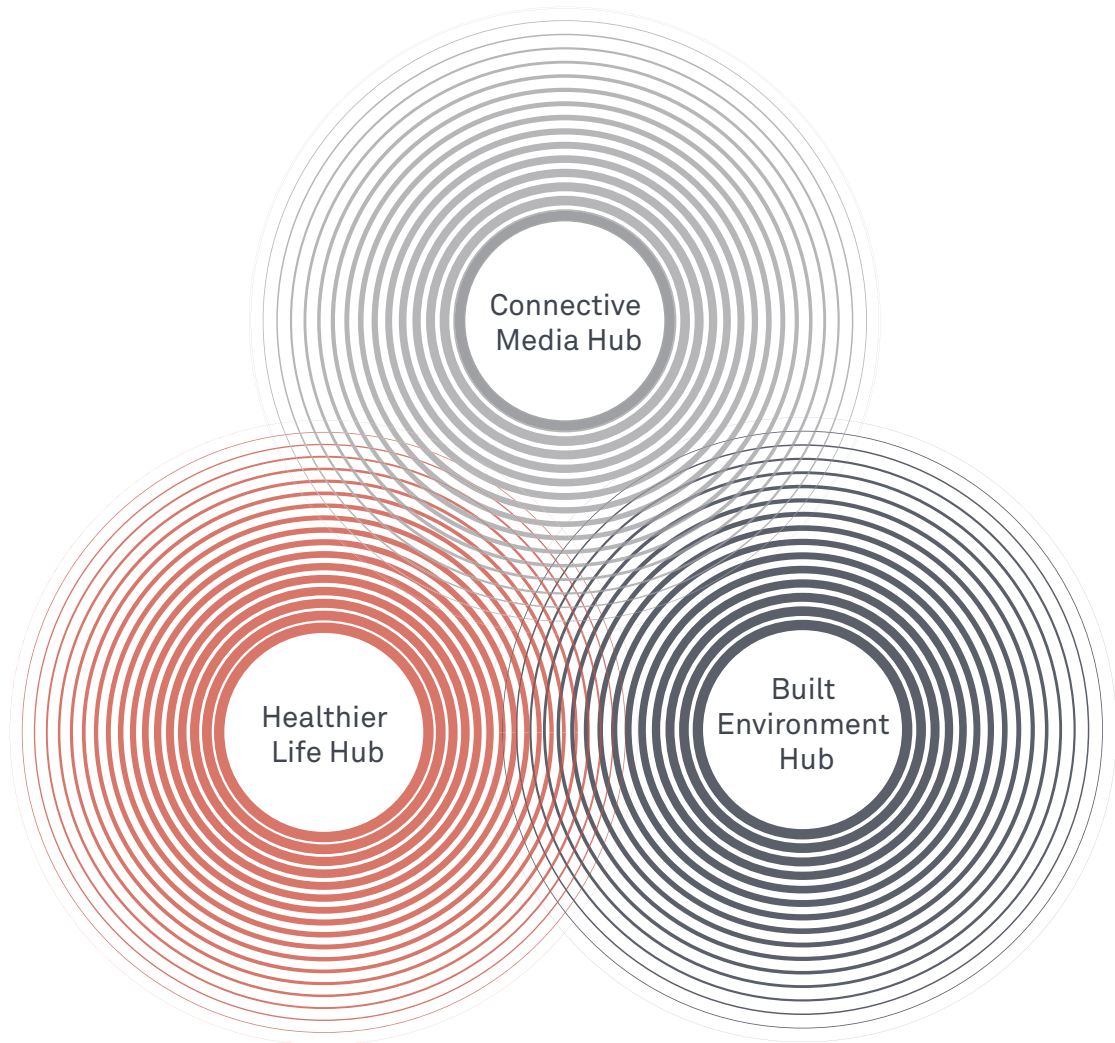 Connective
Media Hub
Healthier
Life Hub
Built
Environment
Hub